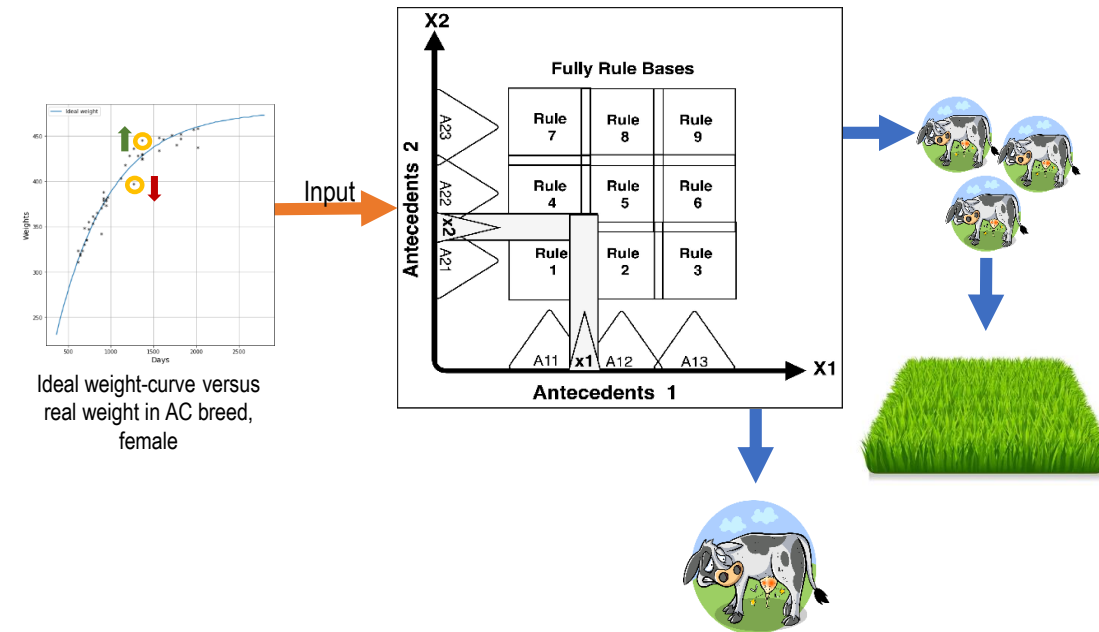 Ideal weight
450
400
350
300
250
Weights
500
1000
1500
2000
2500
Days
Ideal weight-curve versus
real weight in AC breed,
female
Input
X2
Fully Rule Bases
Antecedents 2
A23
A22
x2
A21
Rule
7
Rule
8
Rule
9
Rule
4
Rule
5
Rule
6
Rule
1
Rule
2
Rule
3
A11
x1
A12
A13
X1
Antecedents 1